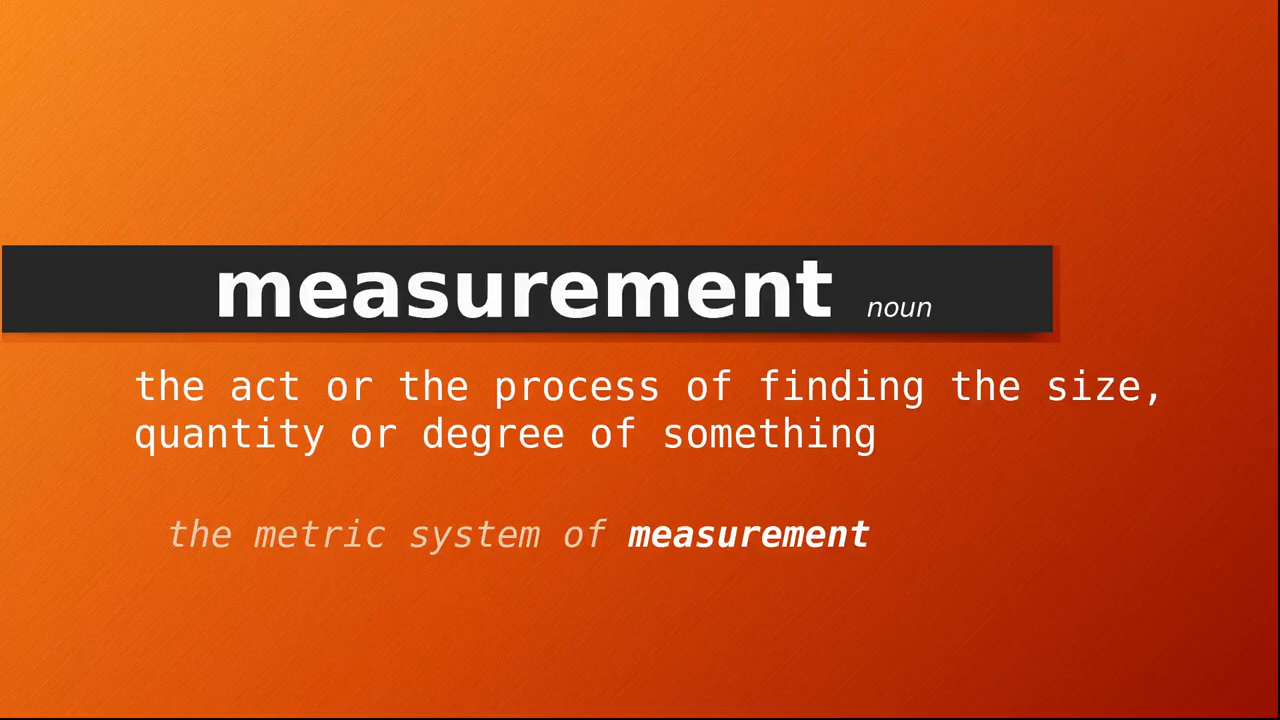 measurement noun
the act or the process of finding the size,
quantity or degree of something
the metric system of measurement